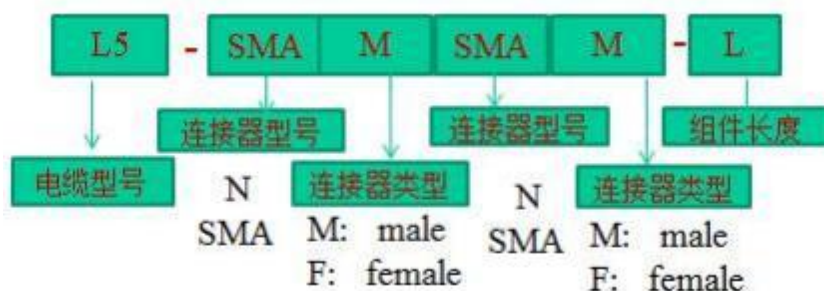 L5 - SMA M SMA M - L
连接器型号 连接器型号 组件长度
电缆型号 N 连接器类型 N 连接器类型
SMA M: male SMA M: male
F: female F: female